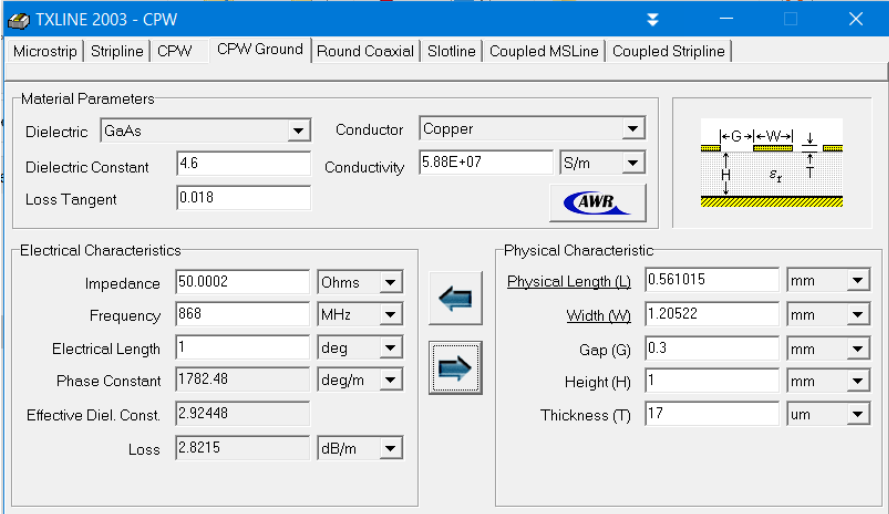 TXLINE 2003 - CPW
Microstrip Stripline CPW CPW Ground Round Coaxial Slotline Coupled MSLine Coupled Stripline
Material Parameters
Dielectric GaAs Conductor Copper
Dielectric Constant 4.6 Conductivity 5.88E+07 S/m
Loss Tangent 0.018 AWR
G W
H εr T
Electrical Characteristics
Impedance 50.0002 Ohms
Frequency 868 MHz
Electrical Length 1 deg
Phase Constant 1782.48 deg/m
Effective Diel. Const. 2.92448
Loss 2.8215 dB/m
Physical Characteristic
Physical Length (L) 0.561015 mm
Width (W) 1.20522 mm
Gap (G) 0.3 mm
Height (H) 1 mm
Thickness (T) 17 um